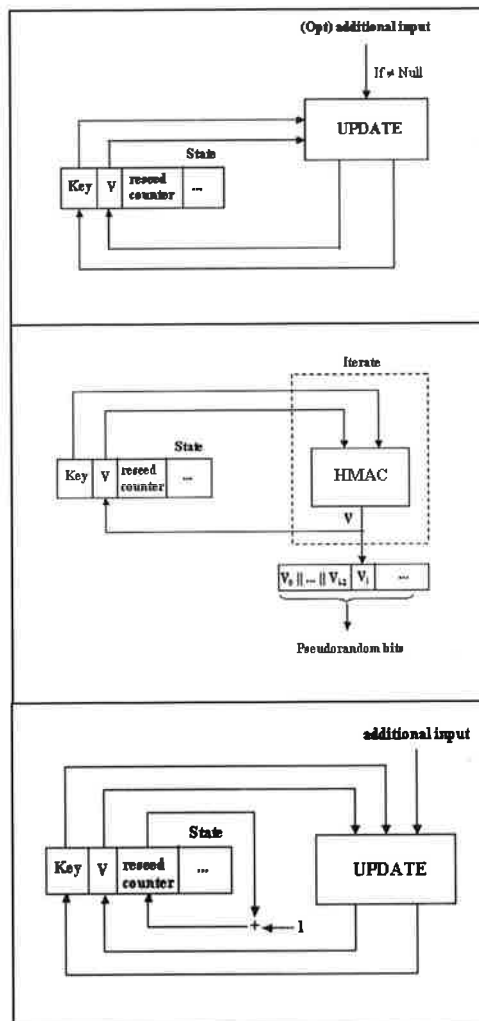 (Opt) additional input
If ≠ Null
UPDATE
State
Key V reseed counter ...
Iterate
State
HMAC
Key V reseed counter ...
V
V₀ || ... || Vᵢ₋₂ Vᵢ ...
Pseudorandom bits
additional input
State
Key V reseed counter ...
UPDATE
+ 1